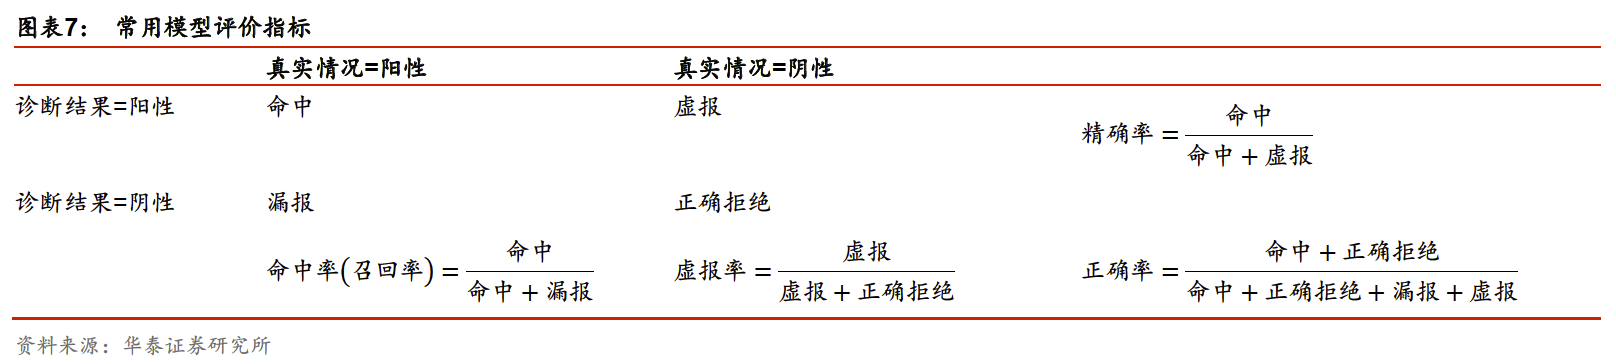 图表7： 常用模型评价指标
真实情况=阳性 真实情况=阴性
诊断结果=阳性 命中 虚报 精确率 = 命中 / 命中 + 虚报
诊断结果=阴性 漏报 正确拒绝
命中率(召回率) = 命中 / 命中 + 漏报 虚报率 = 虚报 / 虚报 + 正确拒绝 正确率 = 命中 + 正确拒绝 / 命中 + 正确拒绝 + 漏报 + 虚报
资料来源：华泰证券研究所